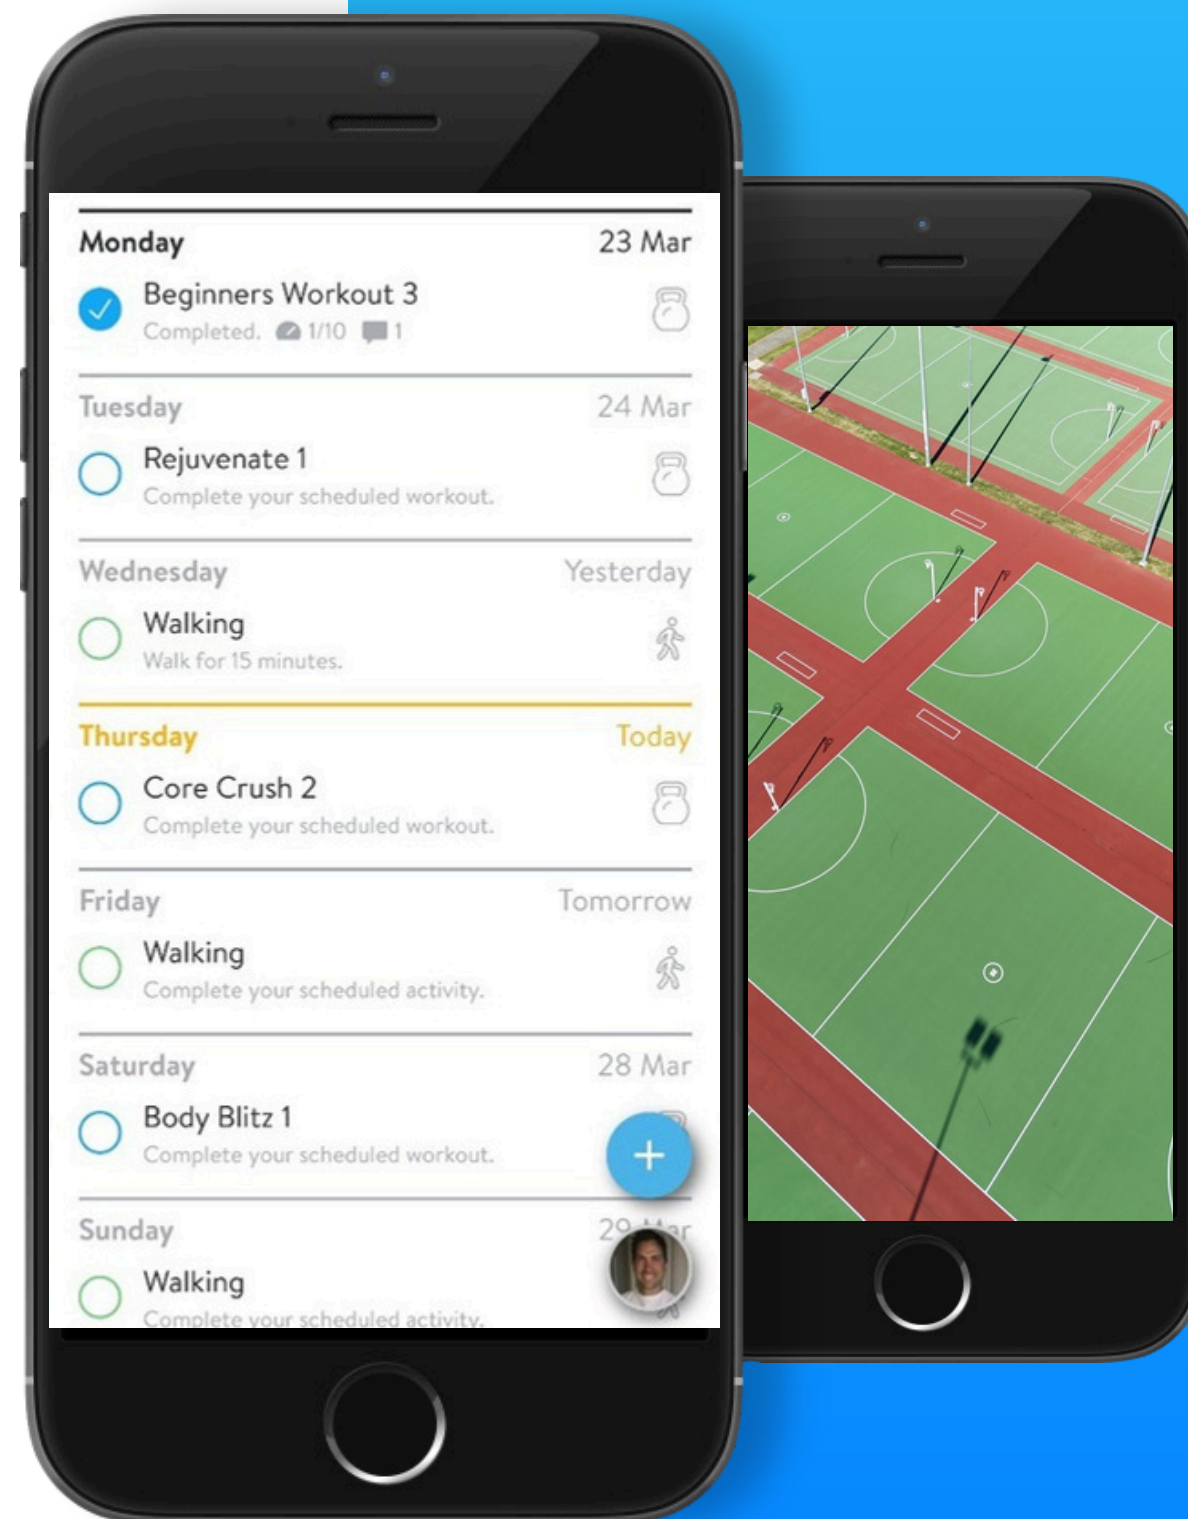 Monday 23 Mar
Beginners Workout 3
Completed. 1/10 1
Tuesday 24 Mar
Rejuvenate 1
Complete your scheduled workout.
Wednesday Yesterday
Walking
Walk for 15 minutes.
Thursday Today
Core Crush 2
Complete your scheduled workout.
Friday Tomorrow
Walking
Complete your scheduled activity.
Saturday 28 Mar
Body Blitz 1
Complete your scheduled workout.
Sunday 29 Mar
Walking
Complete your scheduled activity.